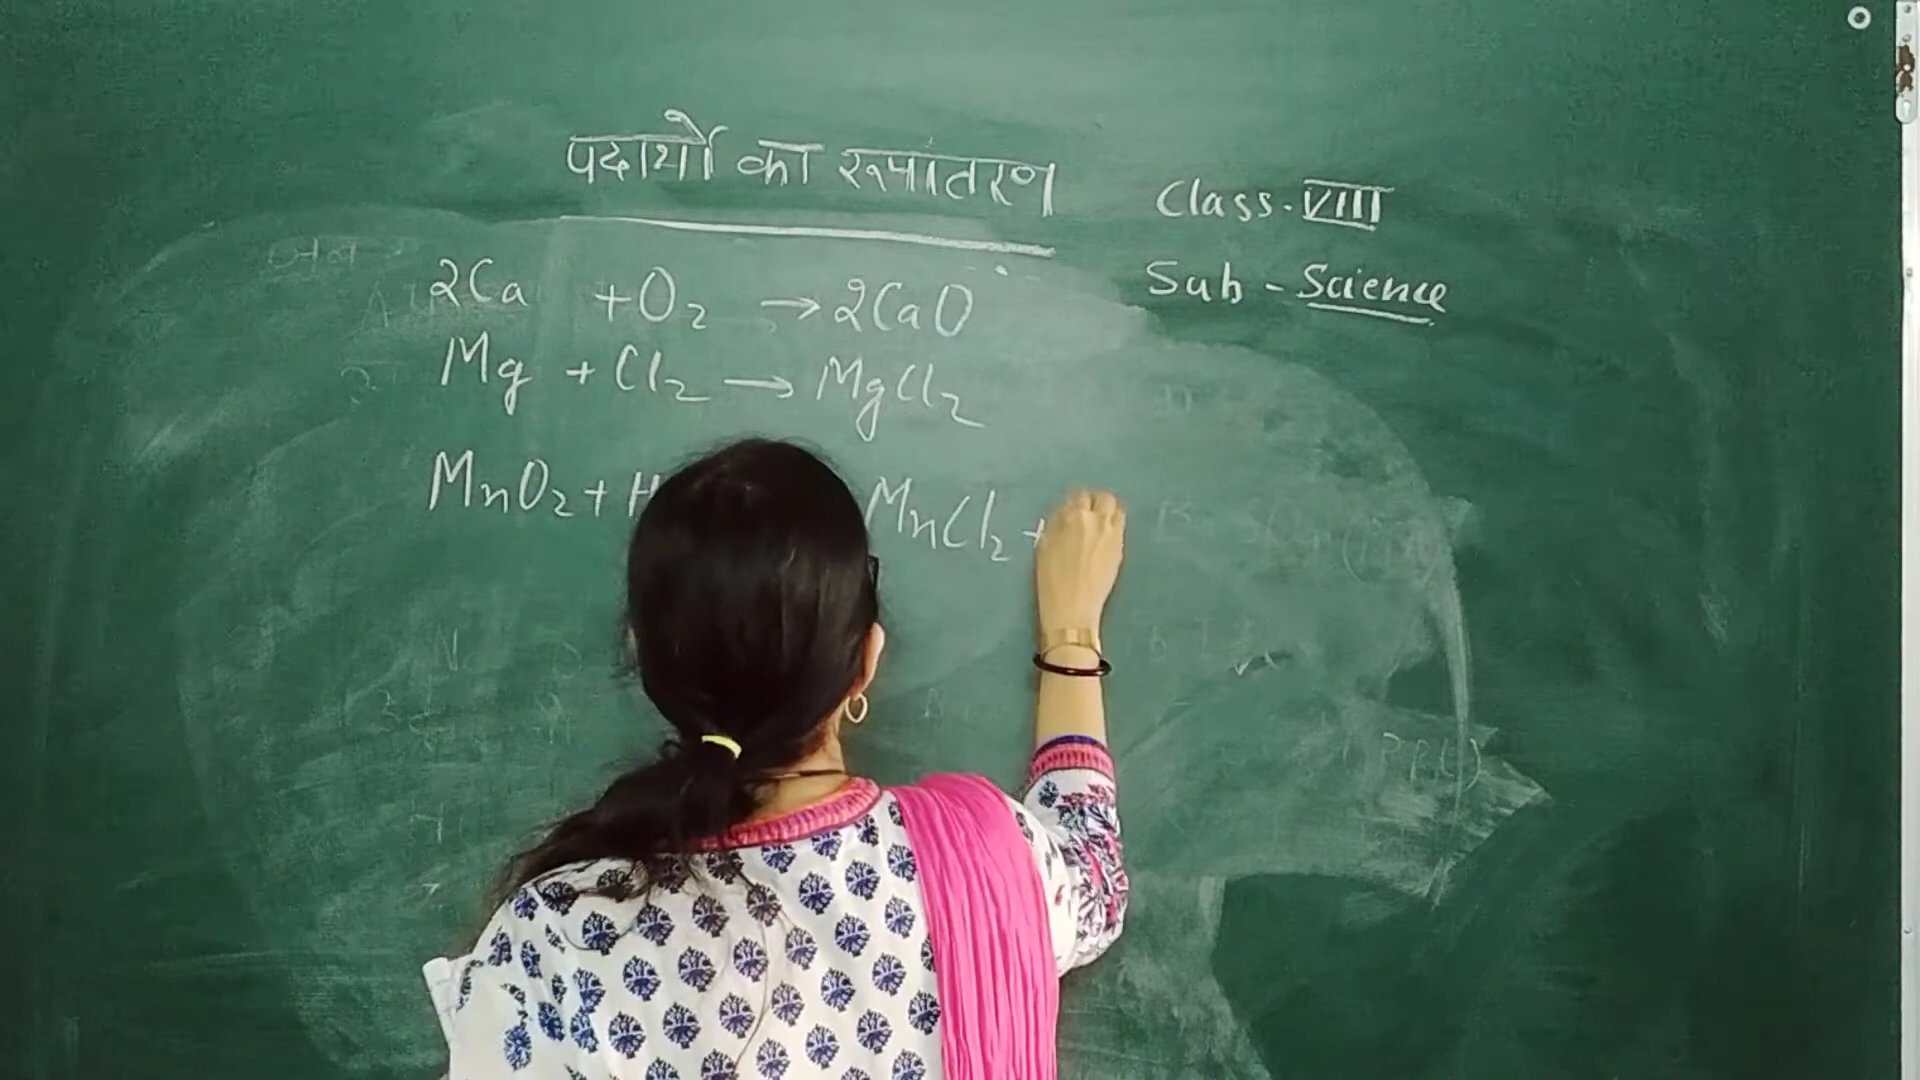 पदार्थों का रूपांतरण
Class - VIII
Sub - Science
2Ca + O₂ → 2CaO
Mg + Cl₂ → MgCl₂
MnO₂ + H MnCl₂ +